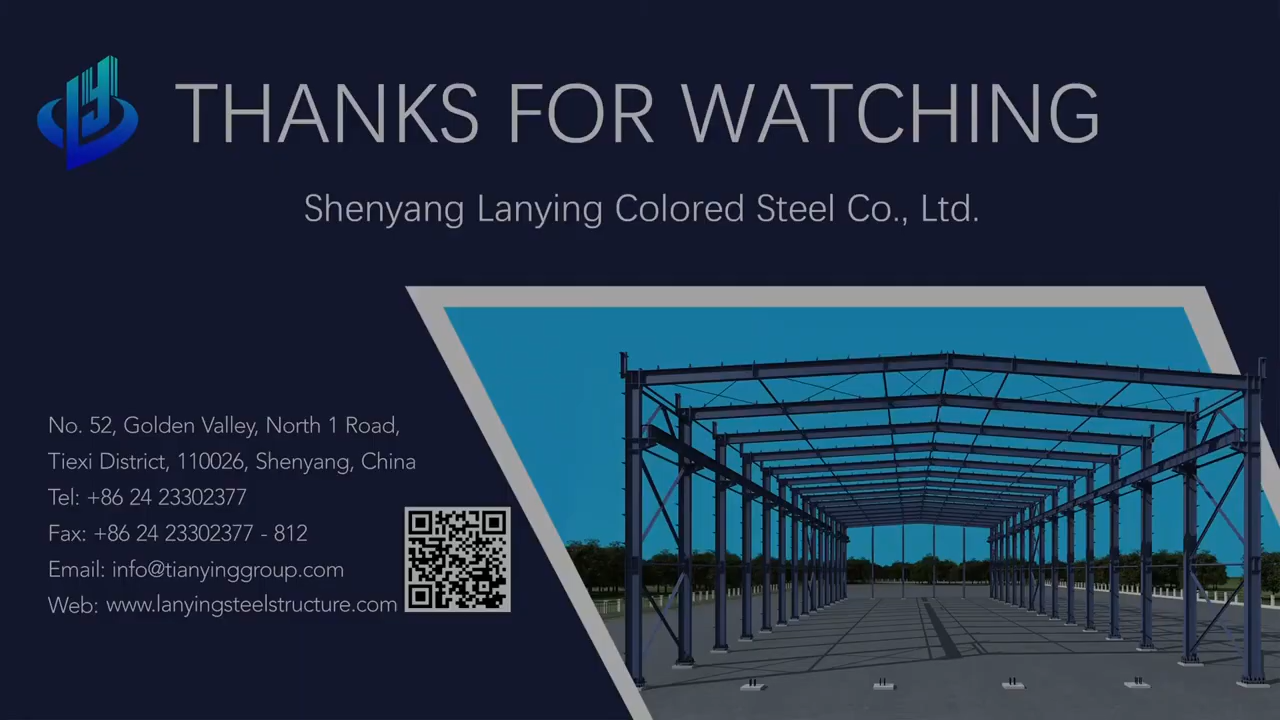 THANKS FOR WATCHING
Shenyang Lanying Colored Steel Co., Ltd.
No. 52, Golden Valley, North 1 Road,
Tiexi District, 110026, Shenyang, China
Tel: +86 24 23302377
Fax: +86 24 23302377 - 812
Email: info@tianyinggroup.com
Web: www.lanyingsteelstructure.com